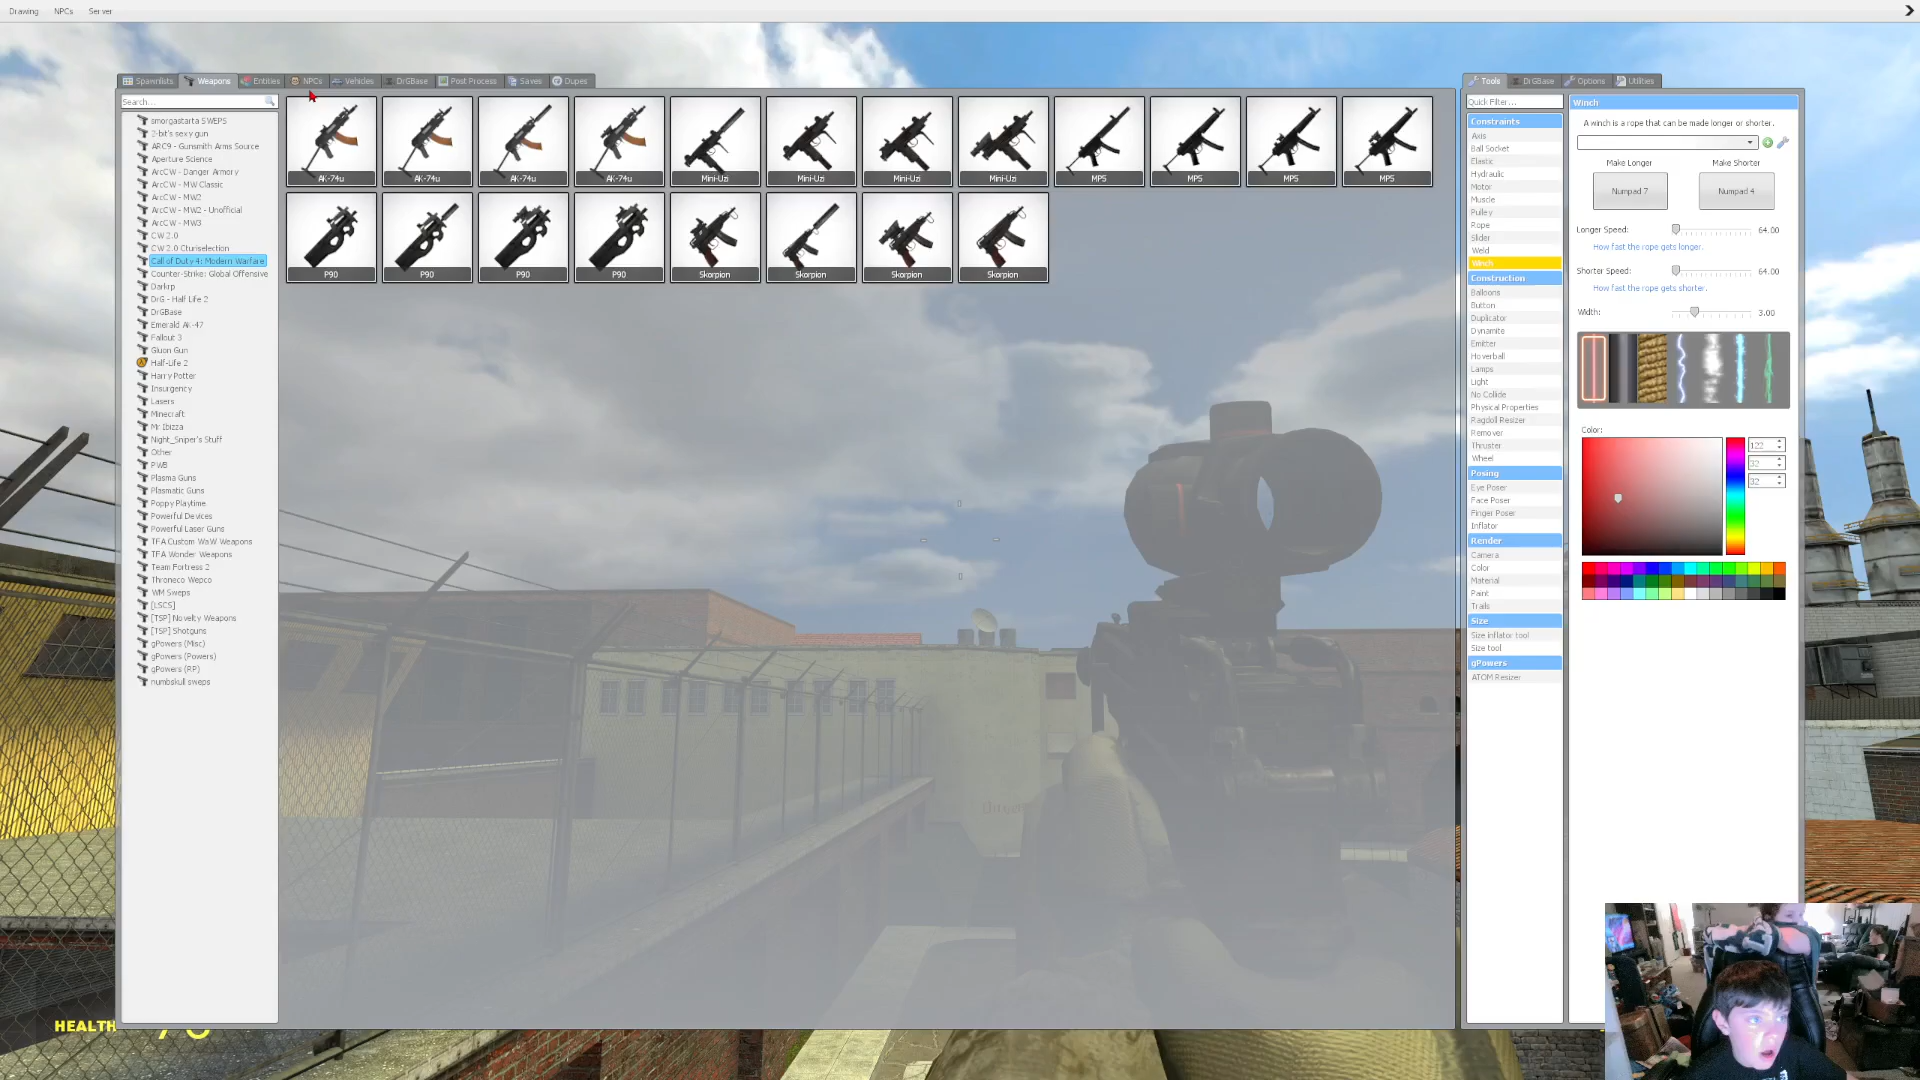 Drawing NPCs Server
Spawnlists Weapons Entities NPCs Vehicles DrGBase Post Process Saves Dupes
Search...
smorgastarta SWEPS
2-bit's sexy gun
ARC9 - Gunsmith Arms Source
Aperture Science
ArcCW - Danger Armory
ArcCW - MW Classic
ArcCW - MW2
ArcCW - MW2 - Unofficial
ArcCW - MW3
CW 2.0
CW 2.0 Cturiselection
Call of Duty 4: Modern Warfare
Counter-Strike: Global Offensive
Darkrp
DrG - Half Life 2
DrGBase
Emerald AK-47
Fallout 3
Gluon Gun
Half-Life 2
Harry Potter
Insurgency
Lasers
Minecraft
Mr Ibizza
Night_Sniper's Stuff
Other
PWB
Plasma Guns
Plasmatic Guns
Poppy Playtime
Powerful Devices
Powerful Laser Guns
TFA Custom WaW Weapons
TFA Wonder Weapons
Team Fortress 2
Throneco Wepco
WM Sweps
[LSCS]
[TSP] Novelty Weapons
[TSP] Shotguns
gPowers (Misc)
gPowers (Powers)
gPowers (RP)
numbskull sweps
AK-74u AK-74u AK-74u AK-74u Mini-Uzi Mini-Uzi Mini-Uzi Mini-Uzi MP5 MP5 MP5 MP5
P90 P90 P90 P90 Skorpion Skorpion Skorpion Skorpion
HEALTH
Tools DrGBase Options Utilities
Quick Filter...
Constraints
Axis
Ball Socket
Elastic
Hydraulic
Motor
Muscle
Pulley
Rope
Slider
Weld
Winch
Construction
Balloons
Button
Duplicator
Dynamite
Emitter
Hoverball
Lamps
Light
No Collide
Physical Properties
Ragdoll Resizer
Remover
Thruster
Wheel
Posing
Eye Poser
Face Poser
Finger Poser
Inflator
Render
Camera
Color
Material
Paint
Trails
Size
Size inflator tool
Size tool
gPowers
ATOM Resizer
Winch
A winch is a rope that can be made longer or shorter.
Make Longer Make Shorter
Numpad 7 Numpad 4
Longer Speed: 64.00
How fast the rope gets longer.
Shorter Speed: 64.00
How fast the rope gets shorter.
Width: 3.00
Color:
122
32
32